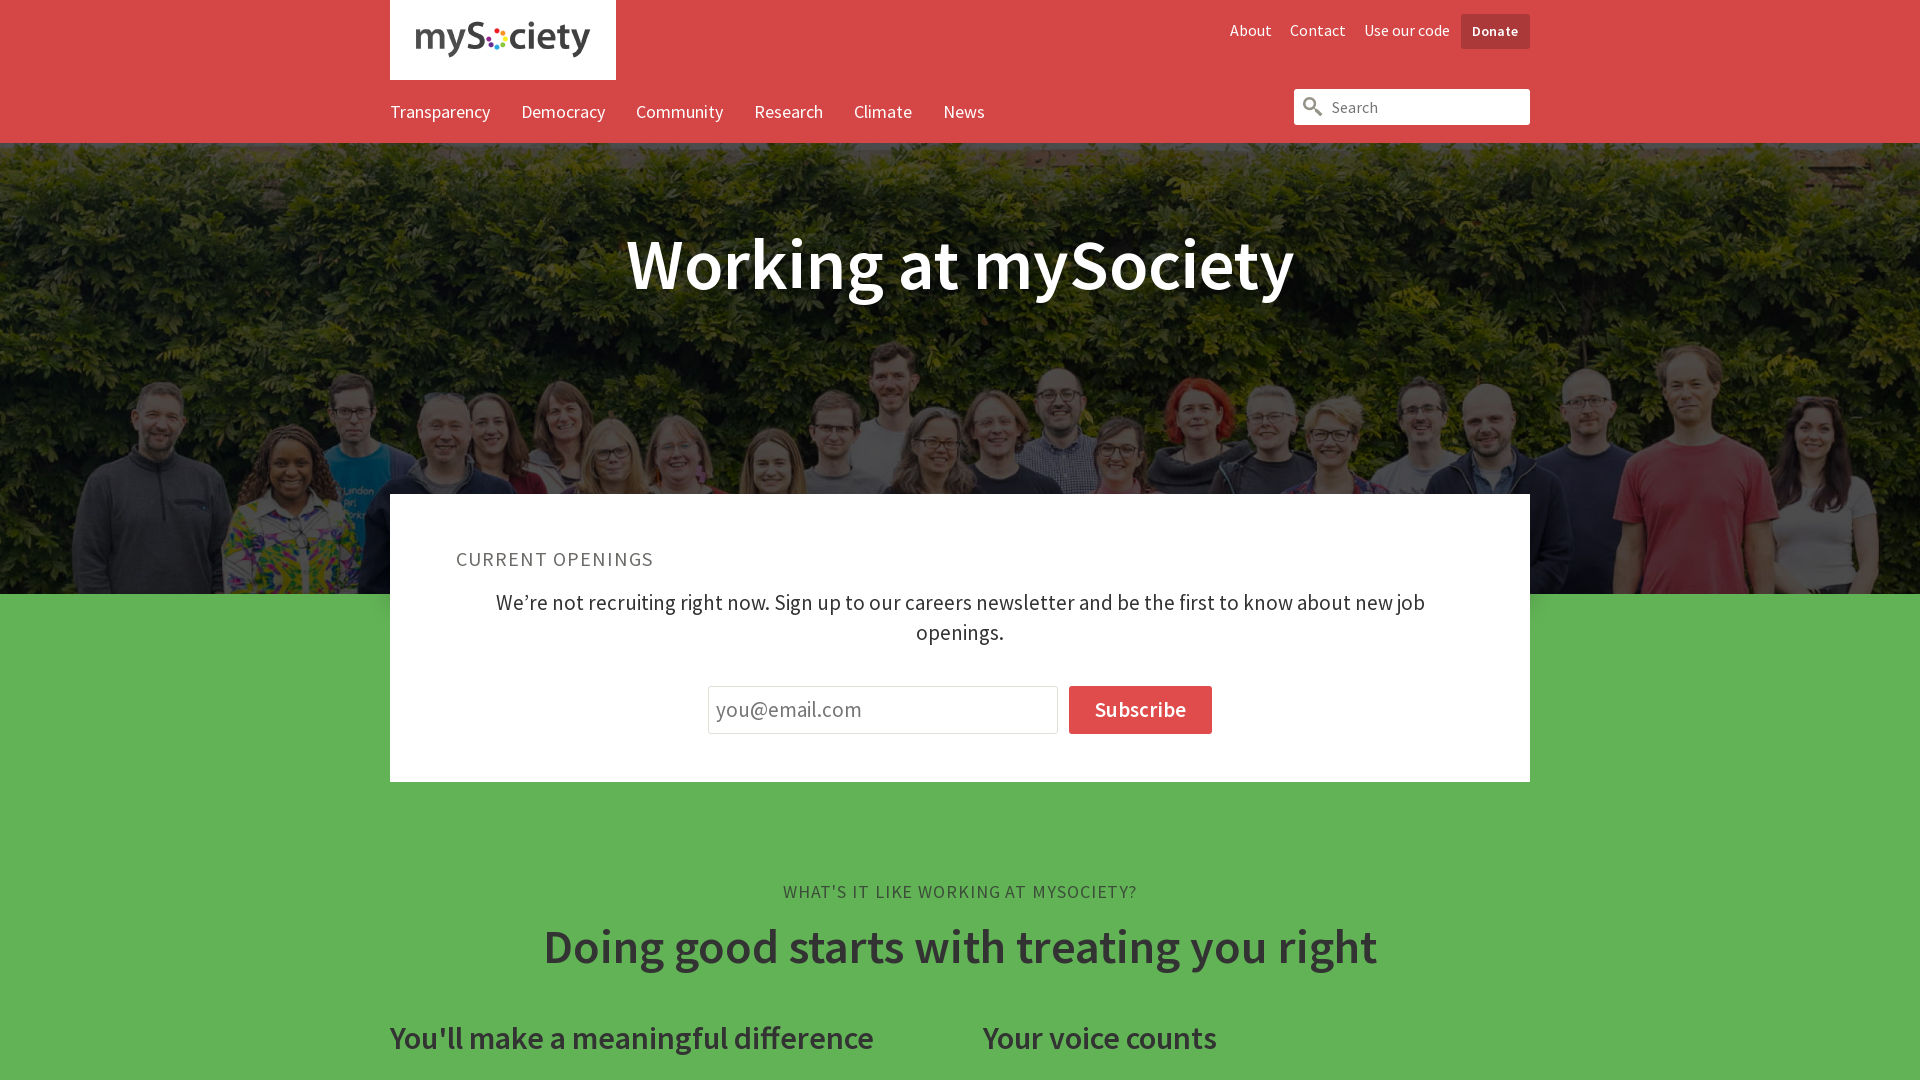 mySociety
About
Contact
Use our code
Donate
Transparency
Democracy
Community
Research
Climate
News
Search
Working at mySociety
CURRENT OPENINGS
We’re not recruiting right now. Sign up to our careers newsletter and be the first to know about new job
openings.
you@email.com
Subscribe
WHAT'S IT LIKE WORKING AT MYSOCIETY?
Doing good starts with treating you right
You'll make a meaningful difference
Your voice counts